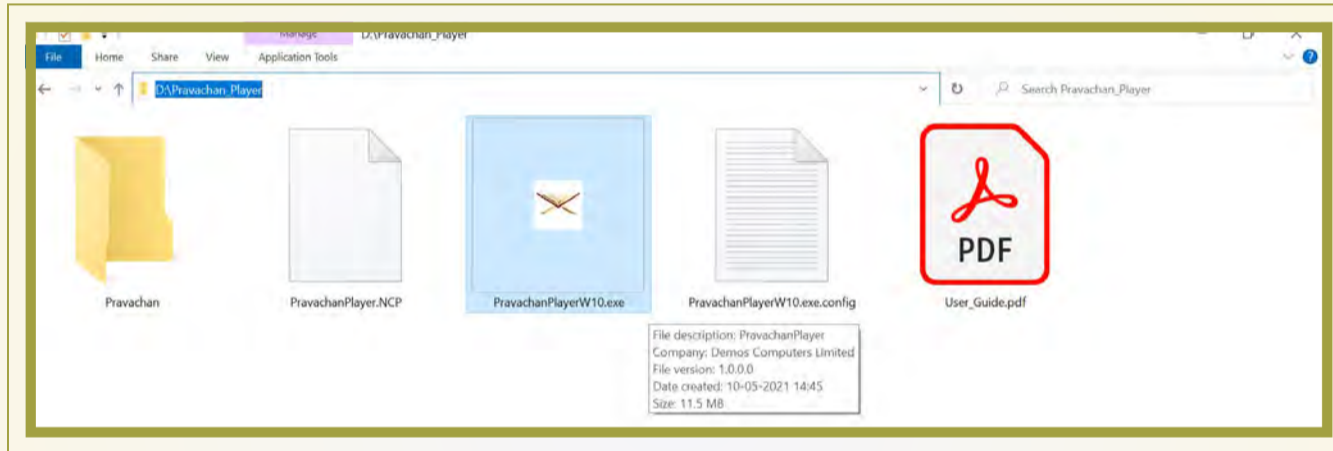 Manage D:\Pravachan_Player
File Home Share View Application Tools
D:\Pravachan_Player Search Pravachan_Player
PDF
Pravachan PravachanPlayer.NCP PravachanPlayerW10.exe PravachanPlayerW10.exe.config User_Guide.pdf
File description: PravachanPlayer
Company: Demos Computers Limited
File version: 1.0.0.0
Date created: 10-05-2021 14:45
Size: 11.5 MB